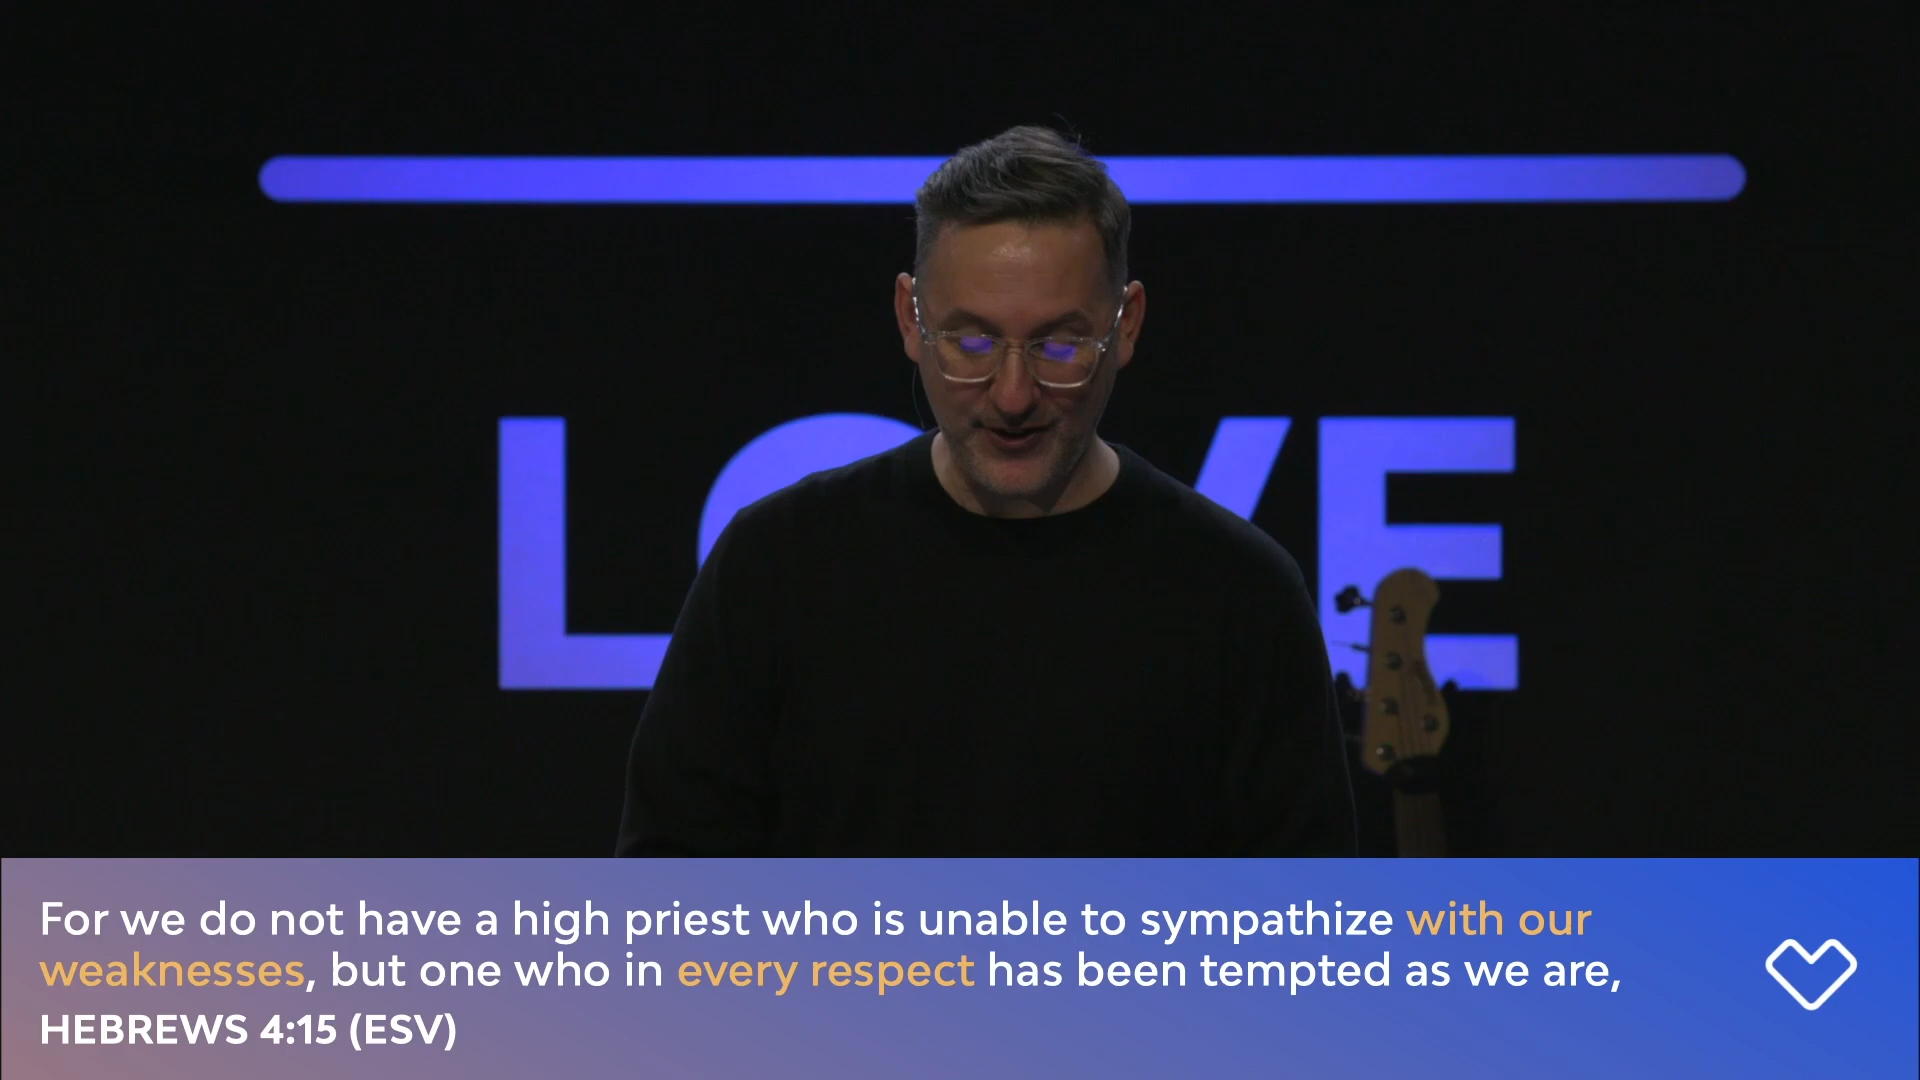 LOVE
For we do not have a high priest who is unable to sympathize with our
weaknesses, but one who in every respect has been tempted as we are,
HEBREWS 4:15 (ESV)